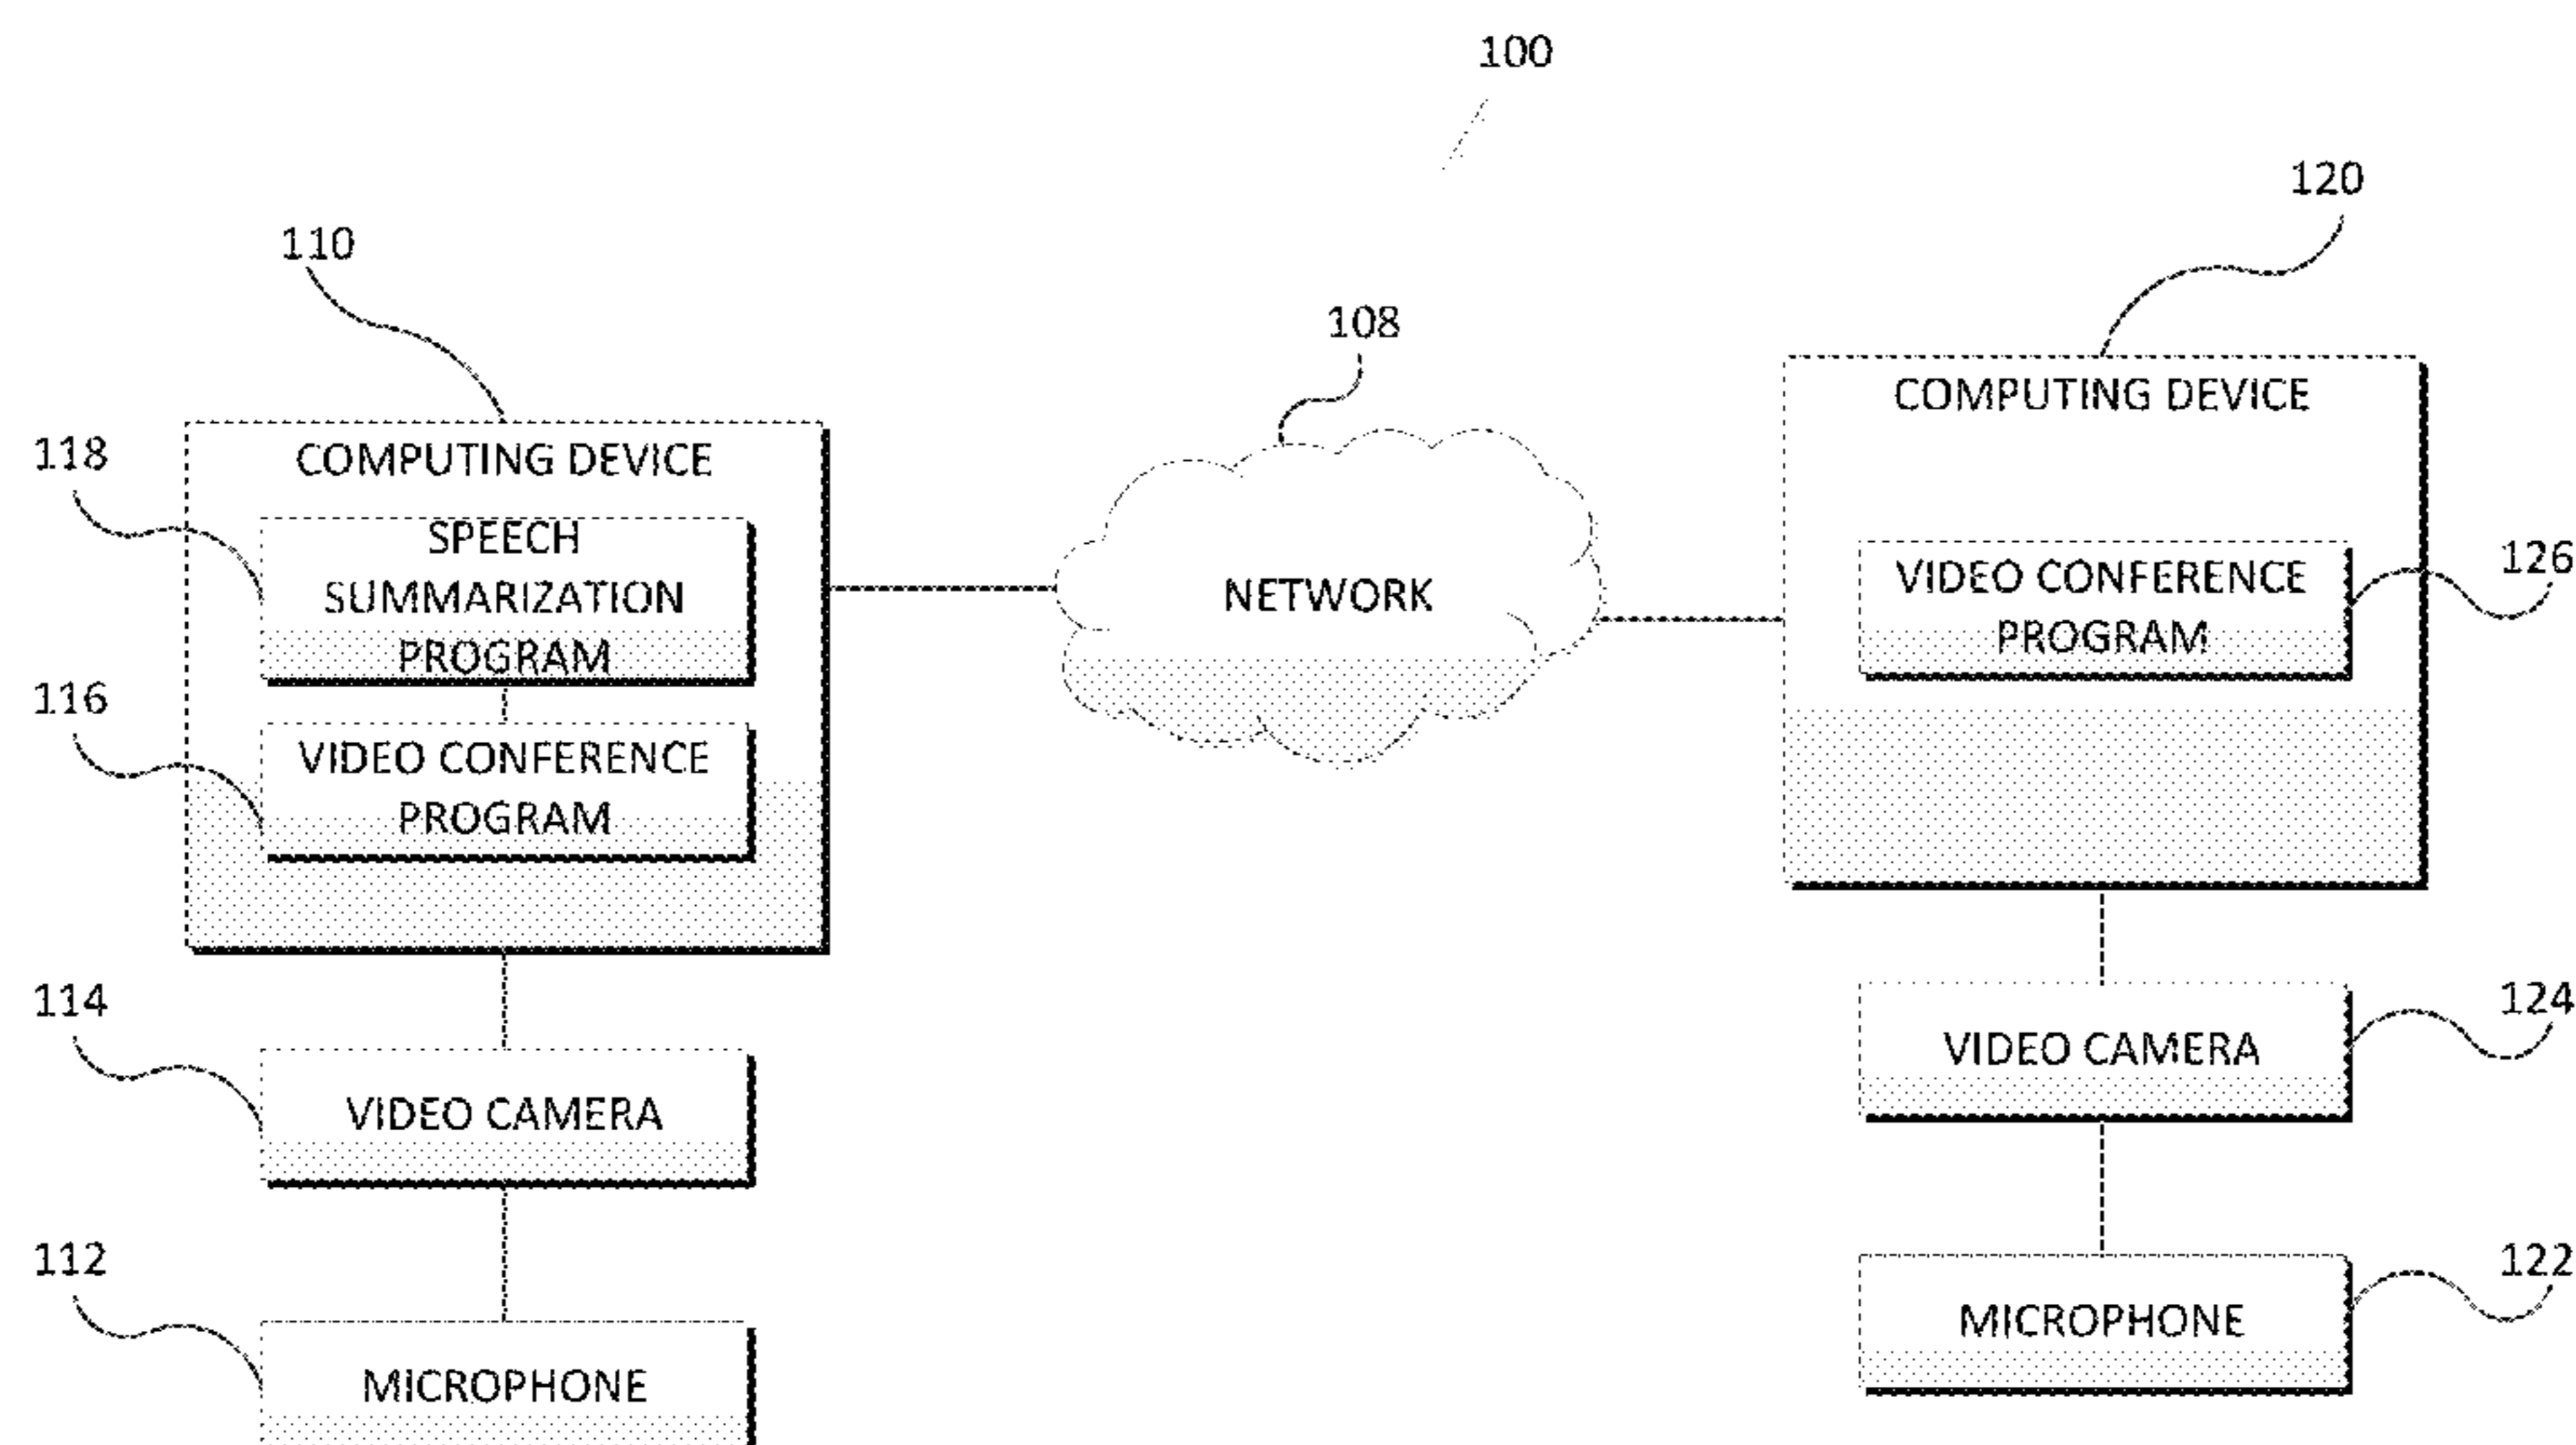 100
120
110
108
COMPUTING DEVICE
118
COMPUTING DEVICE
SPEECH
SUMMARIZATION
PROGRAM
NETWORK
VIDEO CONFERENCE
PROGRAM
126
116
VIDEO CONFERENCE
PROGRAM
114
VIDEO CAMERA
124
VIDEO CAMERA
112
MICROPHONE
122
MICROPHONE